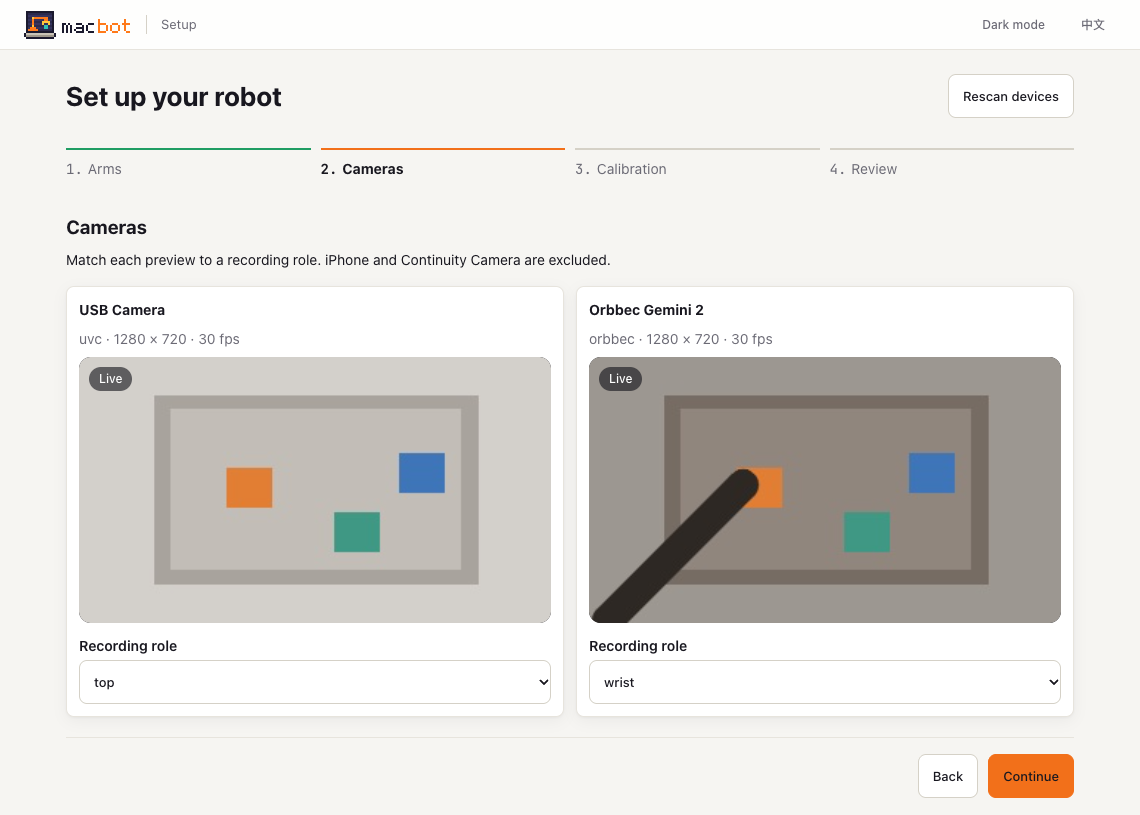 macbot
Setup
Dark mode
中文
Set up your robot
Rescan devices
1. Arms
2. Cameras
3. Calibration
4. Review
Cameras
Match each preview to a recording role. iPhone and Continuity Camera are excluded.
USB Camera
uvc · 1280 × 720 · 30 fps
Live
Recording role
top
Orbbec Gemini 2
orbbec · 1280 × 720 · 30 fps
Live
Recording role
wrist
Back
Continue